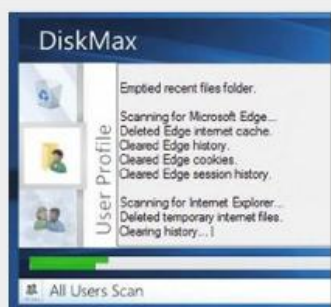 DiskMax
User Profile
Emptied recent files folder.
Scanning for Microsoft Edge...
Deleted Edge internet cache.
Cleared Edge history.
Cleared Edge cookies.
Cleared Edge session history.
Scanning for Internet Explorer...
Deleted temporary internet files.
Clearing history...
All Users Scan